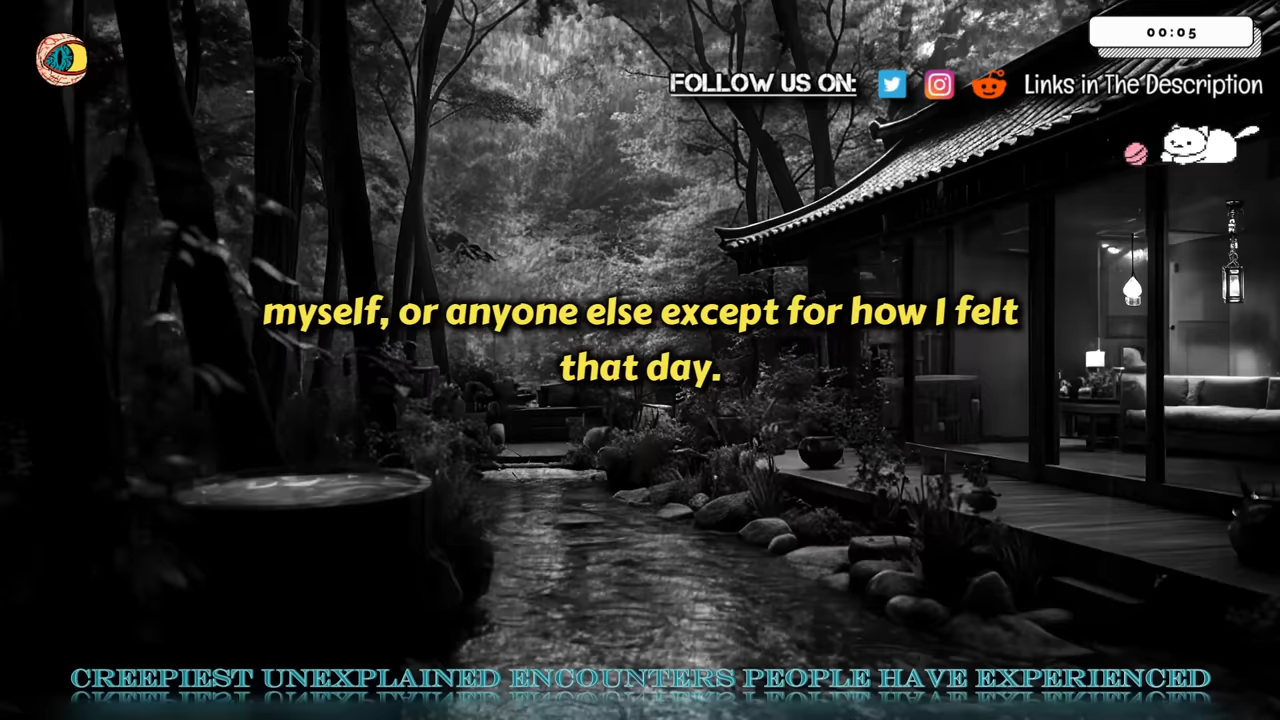 00:05
FOLLOW US ON: Links in The Description
myself, or anyone else except for how I felt
that day.
CREEPIEST UNEXPLAINED ENCOUNTERS PEOPLE HAVE EXPERIENCED